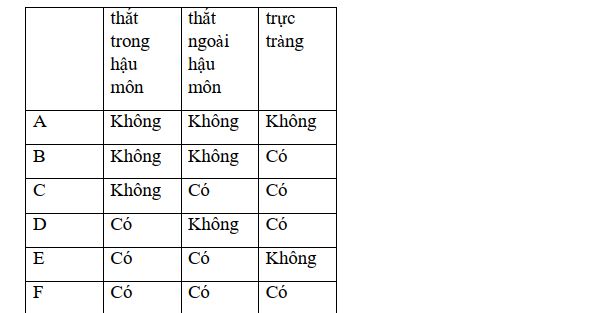 thắt trong hậu môn
thắt ngoài hậu môn
trực tràng
A Không Không Không
B Không Không Có
C Không Có Có
D Có Không Có
E Có Có Không
F Có Có Có